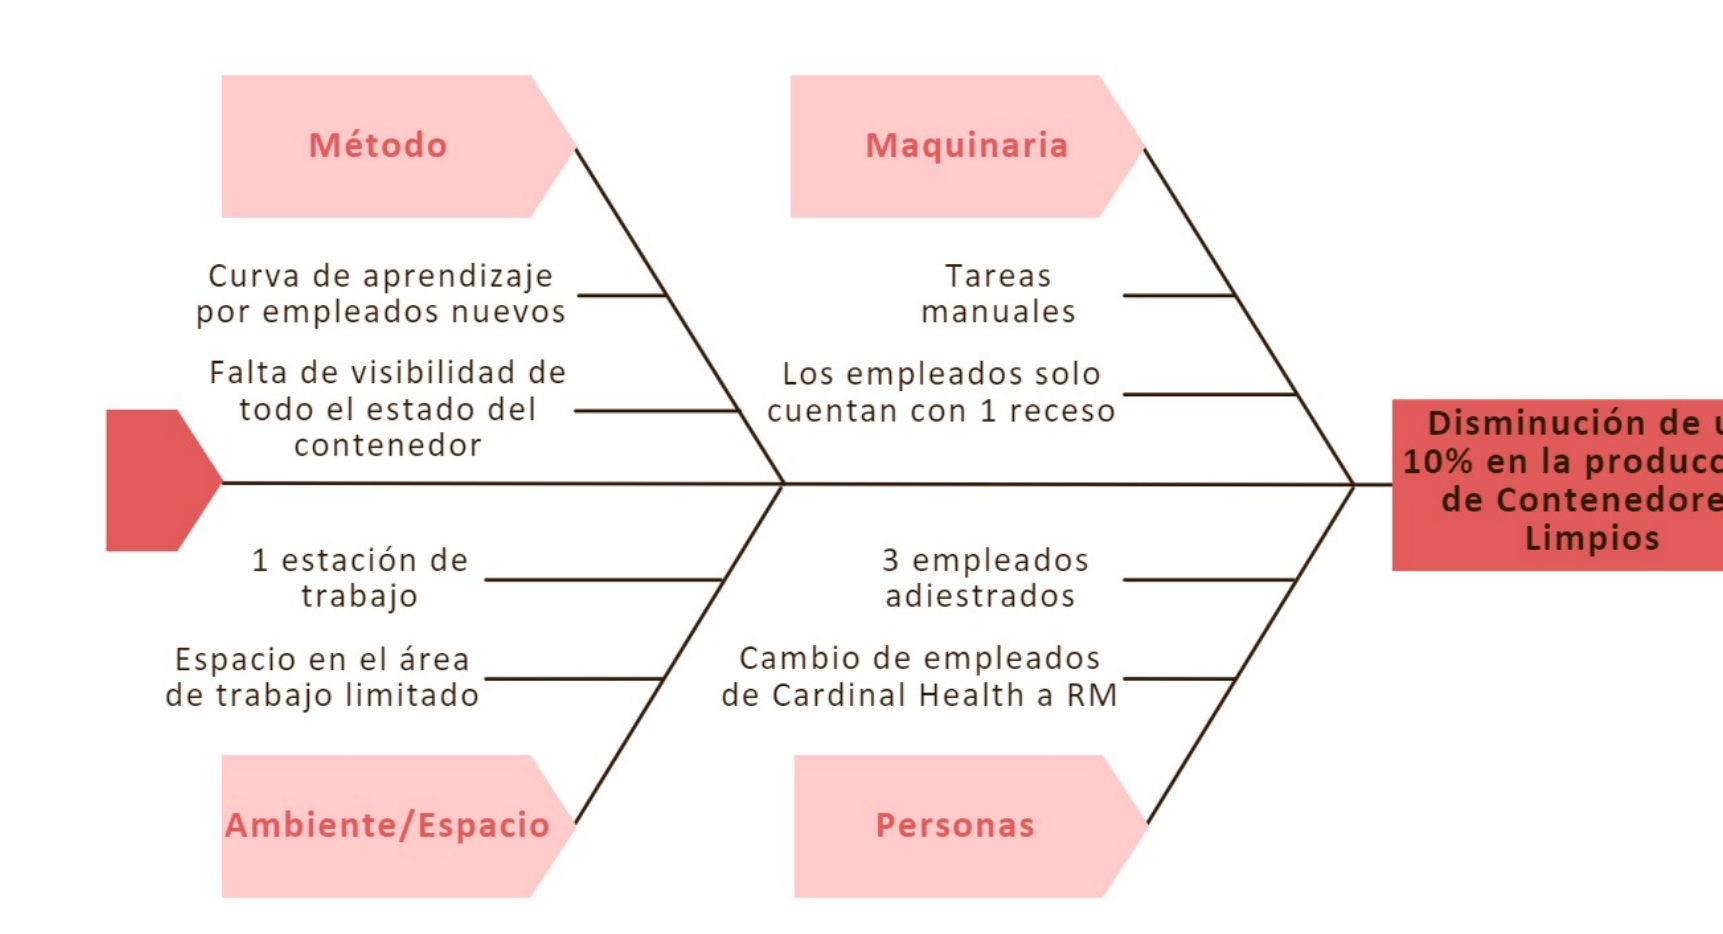 Método
Maquinaria
Curva de aprendizaje
por empleados nuevos
Tareas
manuales
Falta de visibilidad de
todo el estado del
contenedor
Los empleados solo
cuentan con 1 receso
Disminución de
10% en la
de
Limpios
1 estación de
trabajo
3 empleados
adiestrados
Espacio en el área
de trabajo limitado
Cambio de empleados
de Cardinal Health a RM
Ambiente/Espacio
Personas